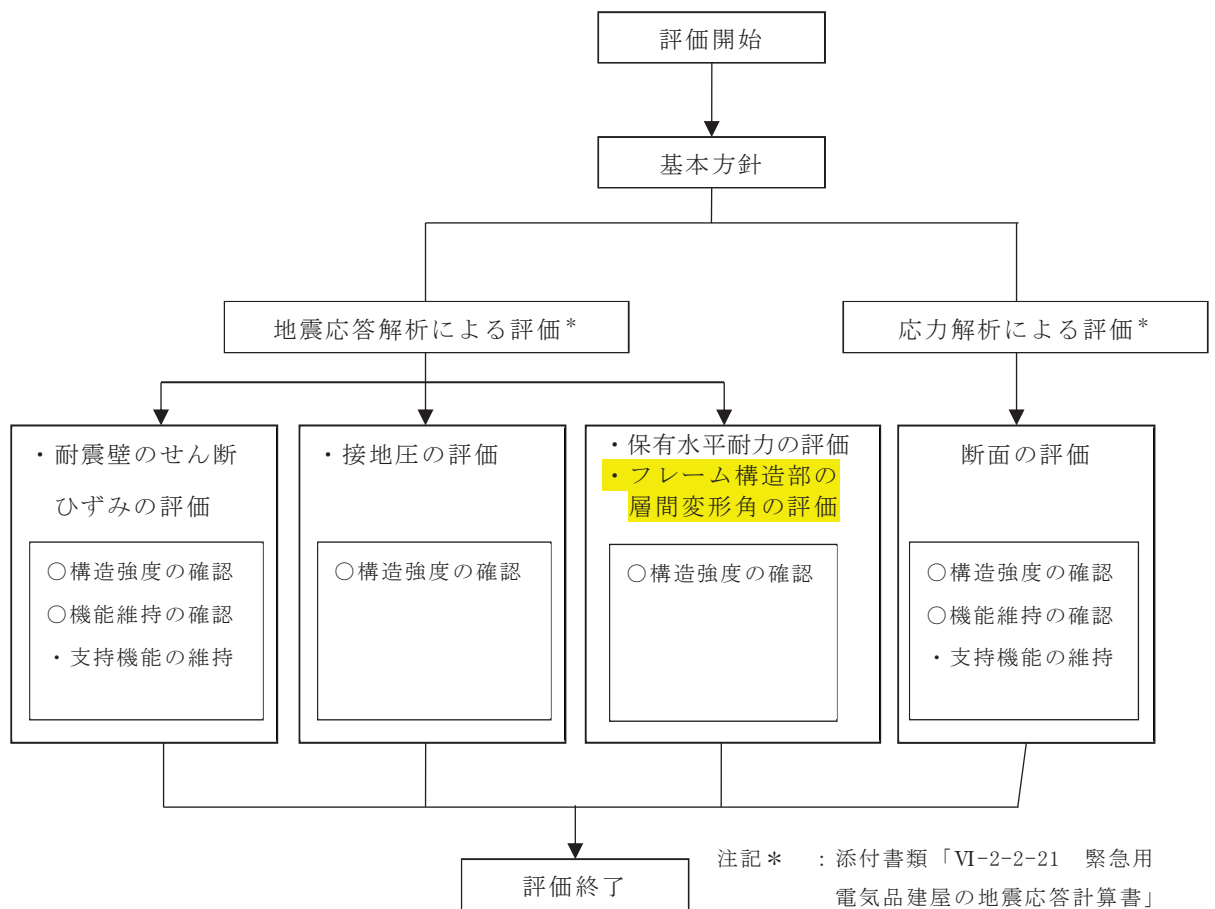 評価開始
基本方針
地震応答解析による評価*
応力解析による評価*
・耐震壁のせん断
ひずみの評価
○構造強度の確認
○機能維持の確認
・支持機能の維持
・接地圧の評価
○構造強度の確認
・保有水平耐力の評価
・フレーム構造部の
層間変形角の評価
○構造強度の確認
断面の評価
○構造強度の確認
○機能維持の確認
・支持機能の維持
評価終了
注記* :添付書類「Ⅵ-2-2-21 緊急用
電気品建屋の地震応答計算書」